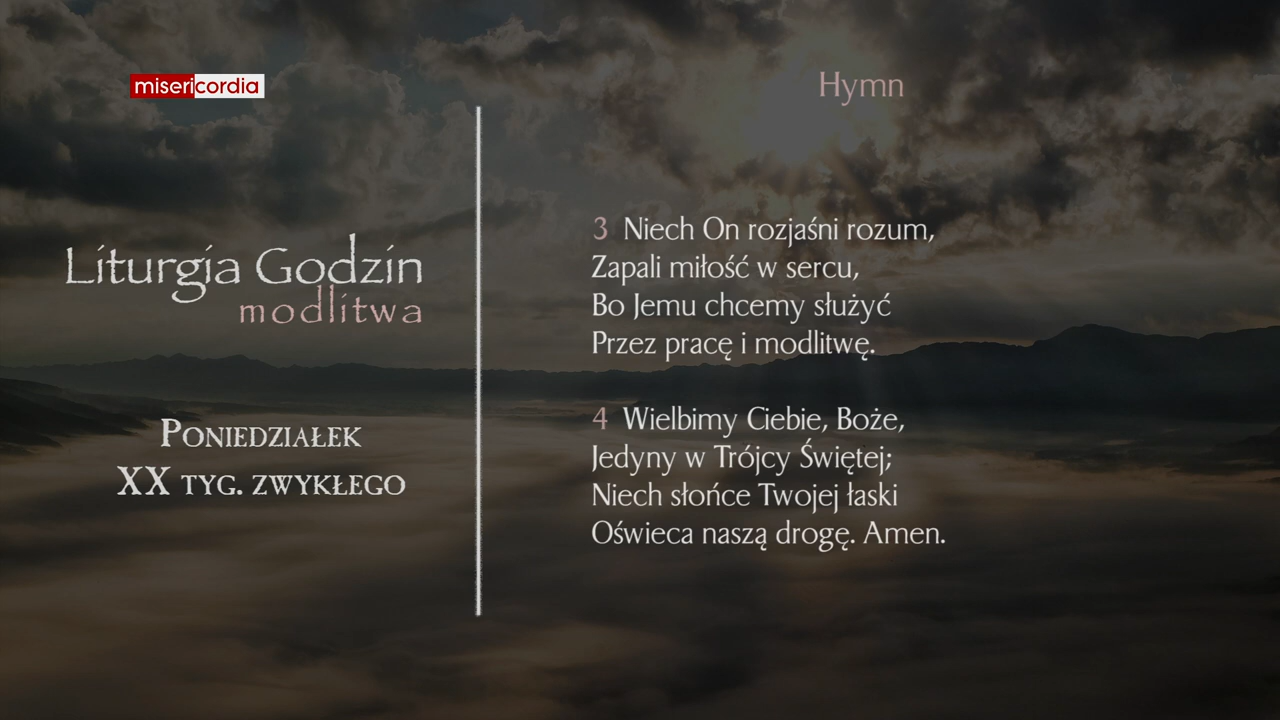 misericordia
Liturgia Godzin
modlitwa
Poniedziałek
XX tyg. zwykłego
Hymn
3 Niech On rozjaśni rozum,
Zapali miłość w sercu,
Bo Jemu chcemy służyć
Przez pracę i modlitwę.
4 Wielbimy Ciebie, Boże,
Jedyny w Trójcy Świętej;
Niech słońce Twojej łaski
Oświeca naszą drogę. Amen.